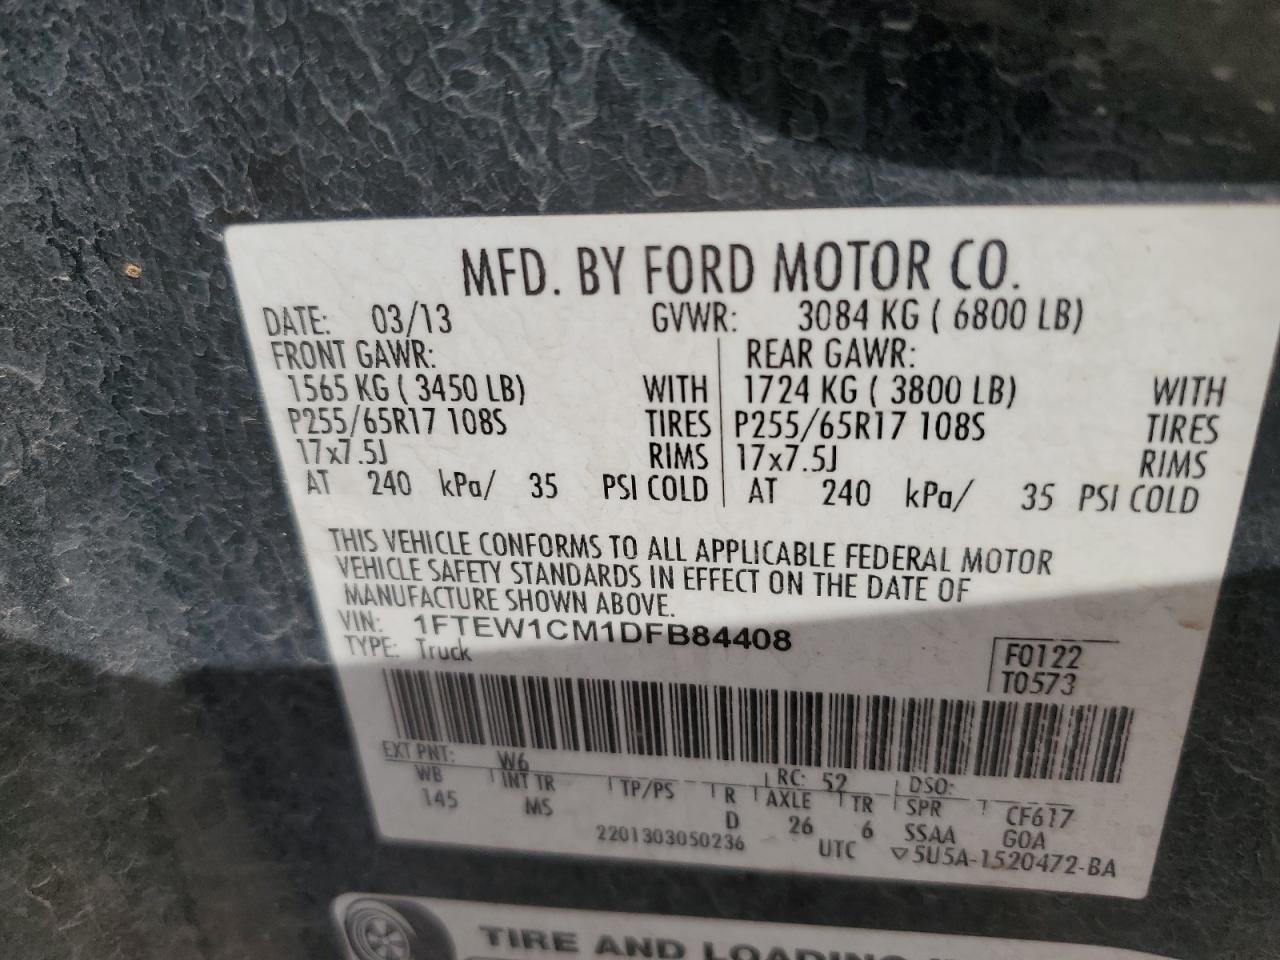 MFD. BY FORD MOTOR CO.
DATE: 03/13 GVWR: 3084 KG ( 6800 LB)
FRONT GAWR: REAR GAWR:
1565 KG ( 3450 LB) WITH 1724 KG ( 3800 LB) WITH
P255/65R17 108S TIRES P255/65R17 108S TIRES
17x7.5J RIMS 17x7.5J RIMS
AT 240 kPa/ 35 PSI COLD AT 240 kPa/ 35 PSI COLD
THIS VEHICLE CONFORMS TO ALL APPLICABLE FEDERAL MOTOR
VEHICLE SAFETY STANDARDS IN EFFECT ON THE DATE OF
MANUFACTURE SHOWN ABOVE.
VIN: 1FTEW1CM1DFB84408
TYPE: Truck
F0122
T0573
EXT PNT: W6 RC: 52 DSO:
WB INT TR TP/PS R AXLE TR SPR CF617
145 MS D 26 6 SSAA GOA
2201303050236 UTC ▽5U5A-1520472-BA
TIRE AND LOADING